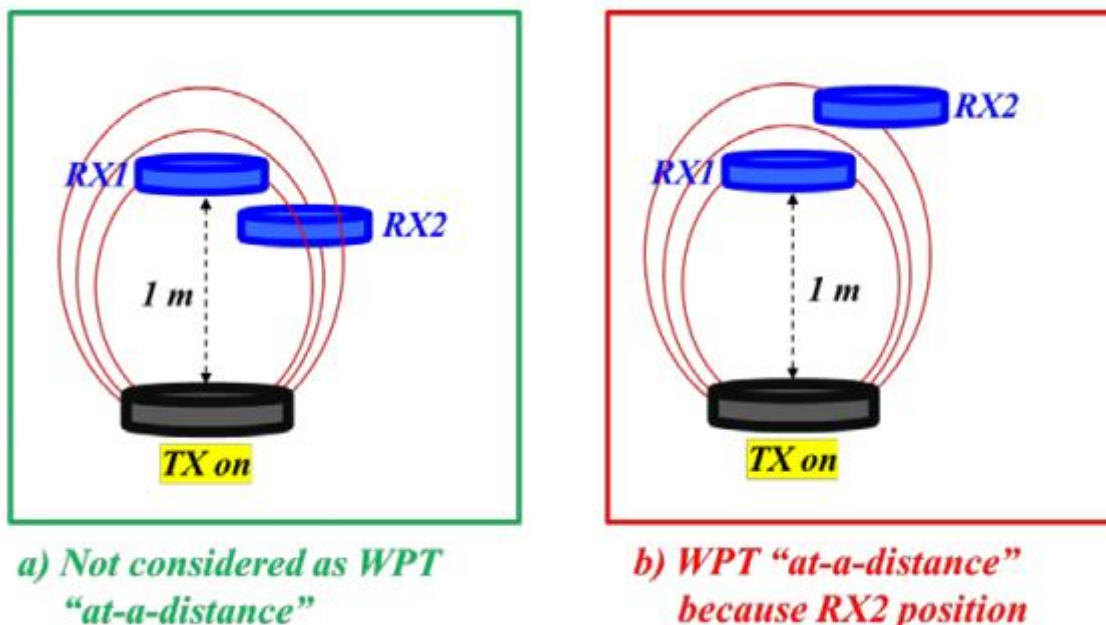 RX1
RX2
1 m
TX on
a) Not considered as WPT
“at-a-distance”
RX2
RX1
1 m
TX on
b) WPT “at-a-distance”
because RX2 position